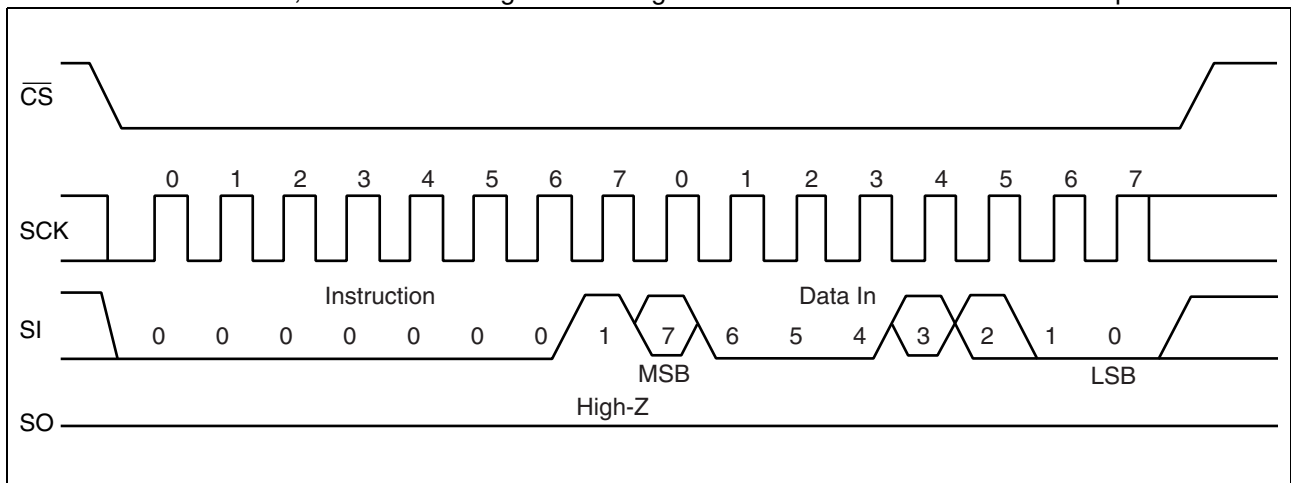 CS
0 1 2 3 4 5 6 7 0 1 2 3 4 5 6 7
SCK
Instruction Data In
SI 0 0 0 0 0 0 0 1 7 6 5 4 3 2 1 0
MSB LSB
High-Z
SO